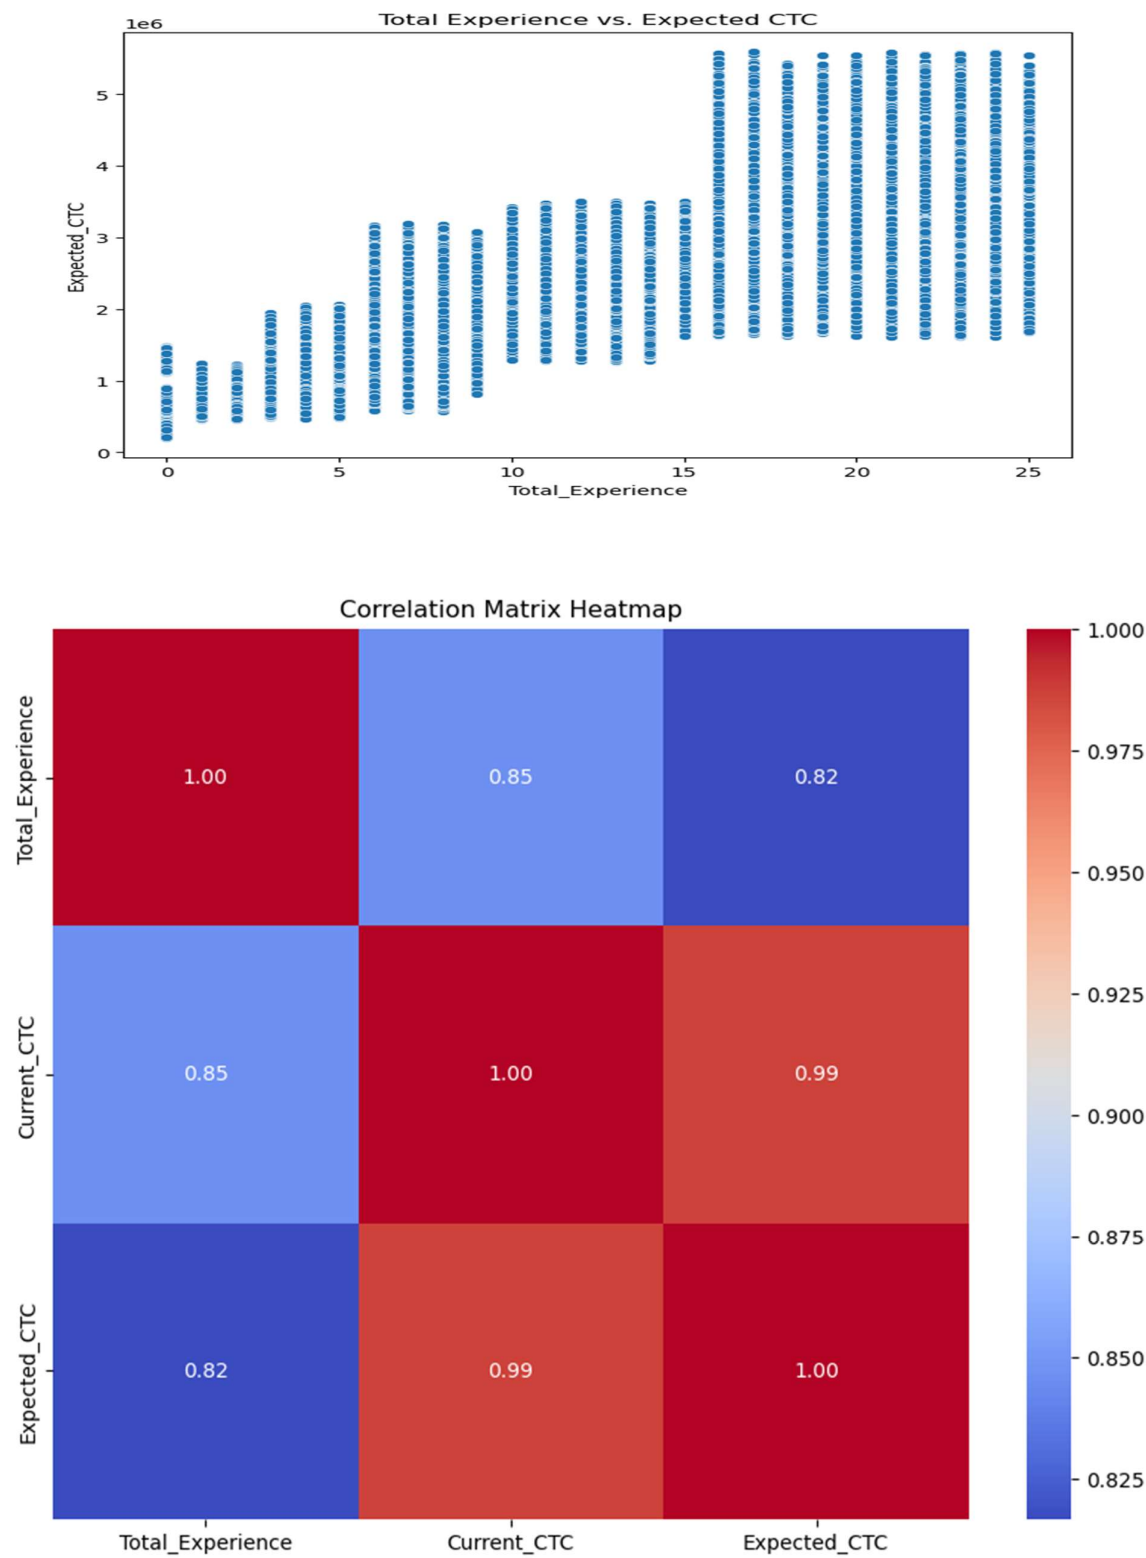 Total Experience vs. Expected CTC
1e6
5
4
3
2
1
0
Expected_CTC
0 5 10 15 20 25
Total_Experience
Correlation Matrix Heatmap
Total_Experience
1.00 0.85 0.82
Current_CTC
0.85 1.00 0.99
Expected_CTC
0.82 0.99 1.00
Total_Experience Current_CTC Expected_CTC
1.000
0.975
0.950
0.925
0.900
0.875
0.850
0.825